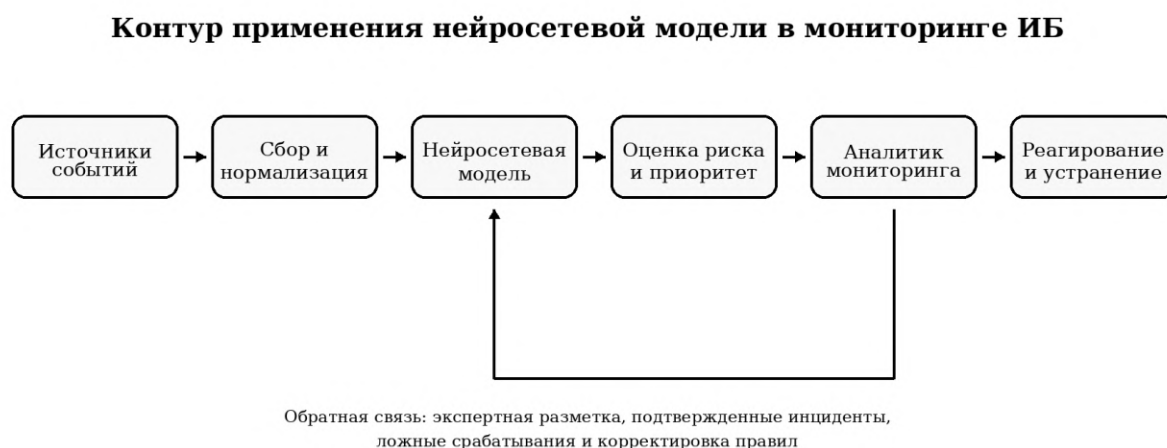 Контур применения нейросетевой модели в мониторинге ИБ
Источники
событий
Сбор и
нормализация
Нейросетевая
модель
Оценка риска
и приоритет
Аналитик
мониторинга
Реагирование
и устранение
Обратная связь: экспертная разметка, подтвержденные инциденты,
ложные срабатывания и корректировка правил